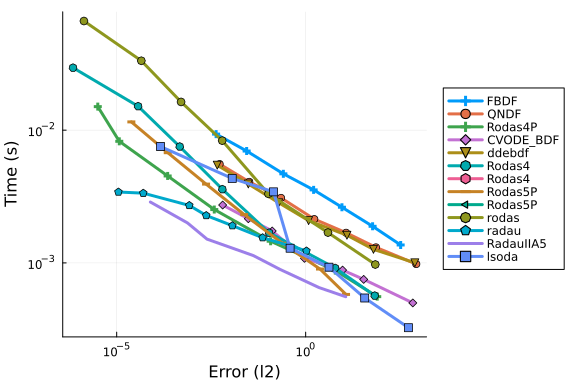 Time (s)
10⁻²
10⁻³
10⁻⁵
10⁰
Error (l2)
FBDF
QNDF
Rodas4P
CVODE_BDF
ddebdf
Rodas4
Rodas4
Rodas5P
Rodas5P
rodas
radau
RadauIIA5
lsoda